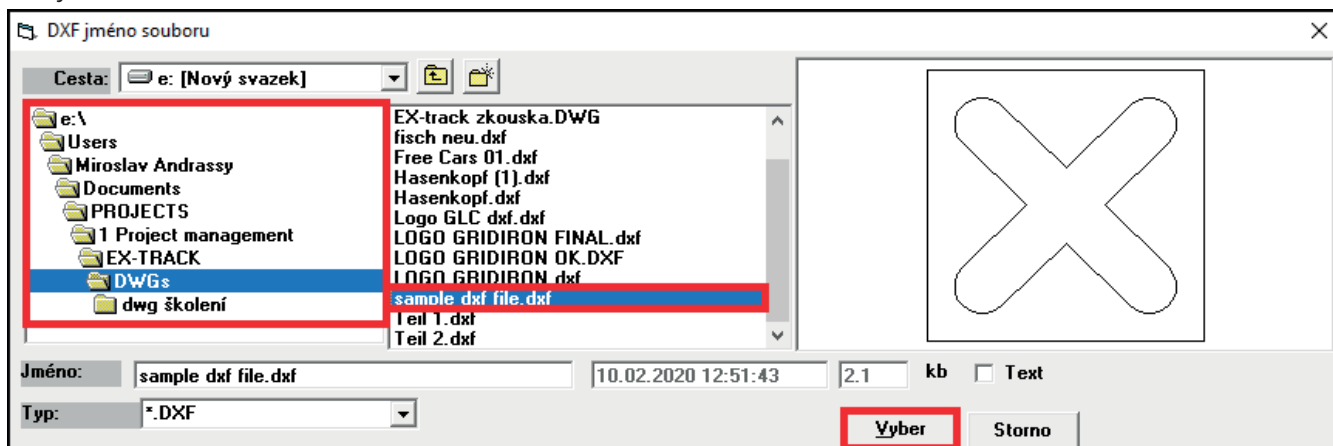 DXF jméno souboru
Cesta: e: [Nový svazek]
e:\
Users
Miroslav Andrassy
Documents
PROJECTS
1 Project management
EX-TRACK
DWGs
dwg školení
EX-track zkouska.DWG
fisch neu.dxf
Free Cars 01.dxf
Hasenkopf (1).dxf
Hasenkopf.dxf
Logo GLC dxf.dxf
LOGO GRIDIRON FINAL.dxf
LOGO GRIDIRON OK.DXF
LOGO GRIDIRON dxf
sample dxf file.dxf
Teil 1.dxf
Teil 2.dxf
Jméno: sample dxf file.dxf 10.02.2020 12:51:43 2.1 kb Text
Typ: *.DXF
Vyber Storno